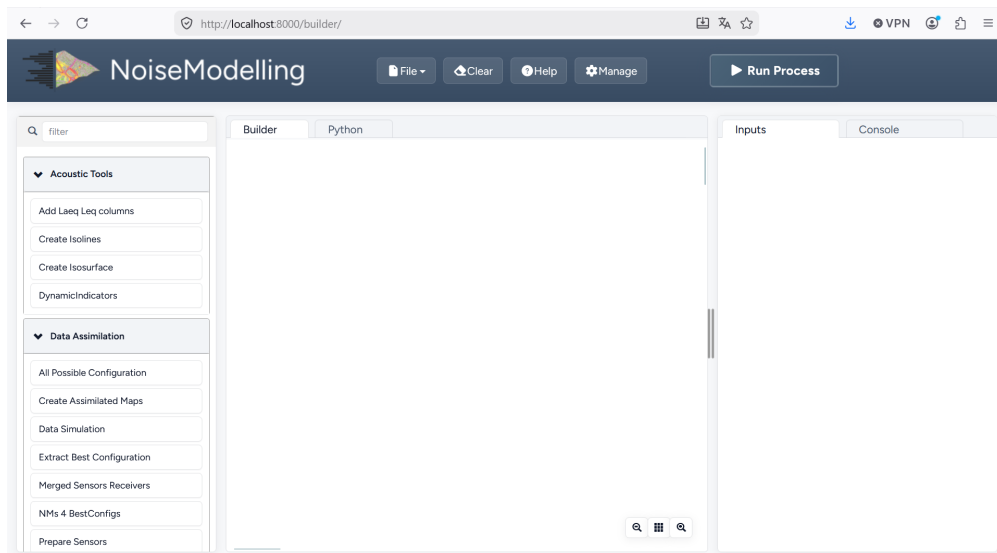 http://localhost:8000/builder/
VPN
NoiseModelling
File
Clear
Help
Manage
Run Process
filter
Builder
Python
Inputs
Console
Acoustic Tools
Add Laeq Leq columns
Create Isolines
Create Isosurface
DynamicIndicators
Data Assimilation
All Possible Configuration
Create Assimilated Maps
Data Simulation
Extract Best Configuration
Merged Sensors Receivers
NMs 4 BestConfigs
Prepare Sensors